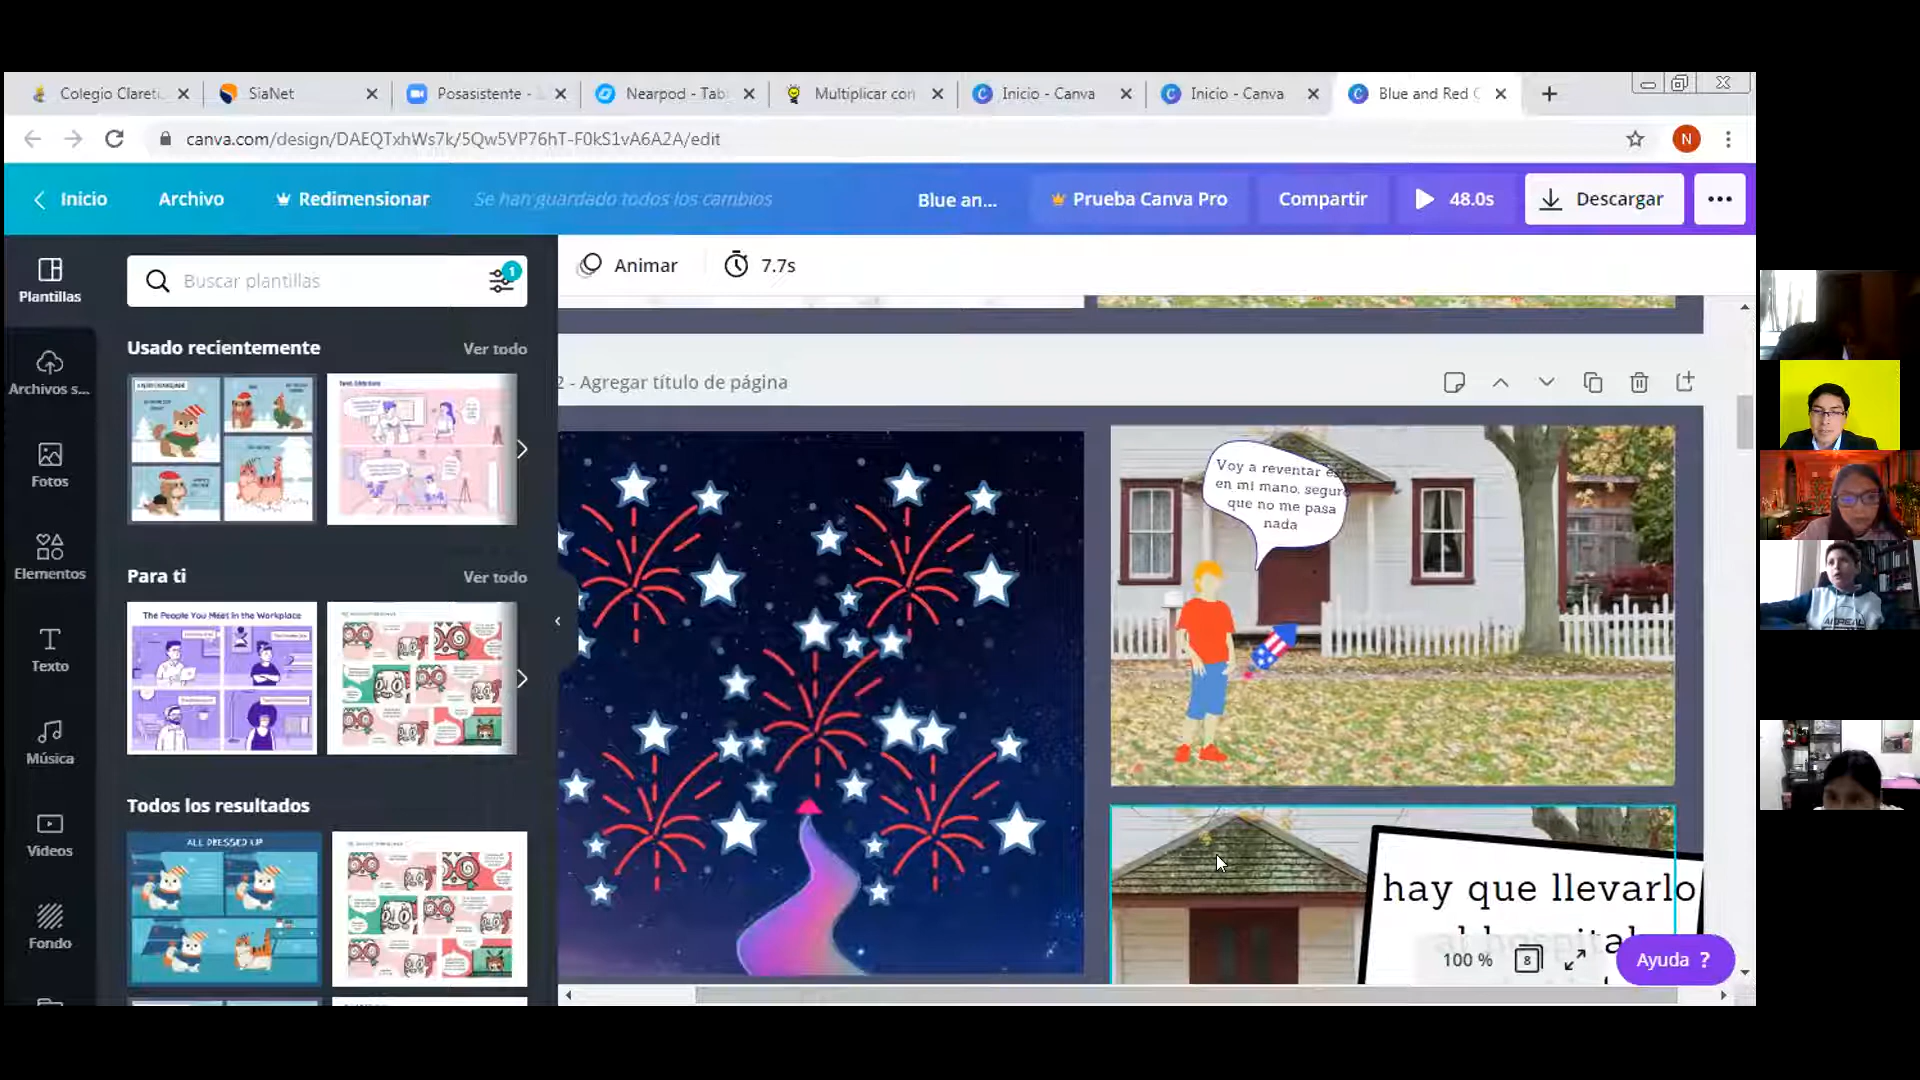 Colegio Clareti
SiaNet
Posasistente -
Nearpod - Tab
Multiplicar con
Inicio - Canva
Inicio - Canva
Blue and Red C
canva.com/design/DAEQTxhWs7k/5Qw5VP76hT-F0kS1vA6A2A/edit
N
Inicio
Archivo
Redimensionar
Se han guardado todos los cambios
Blue an...
Prueba Canva Pro
Compartir
48.0s
Descargar
Animar
7.7s
Plantillas
Archivos s...
Fotos
Elementos
Texto
Música
Videos
Fondo
Buscar plantillas
1
Usado recientemente
Ver todo
Para ti
Ver todo
The People You Meet in the Workplace
Todos los resultados
ALL DRESSED UP
2 - Agregar título de página
Voy a reventar
en mi mano, segur
que no me pasa
nada
hay que llevarlo
al hospital
100 %
8
Ayuda ?